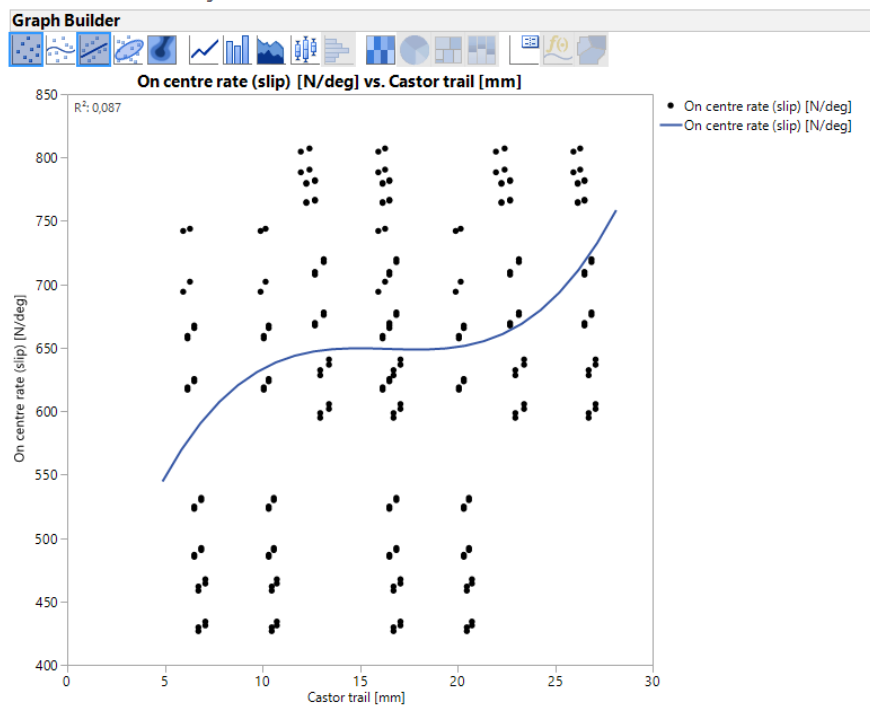 Graph Builder
On centre rate (slip) [N/deg] vs. Castor trail [mm]
R²: 0,087
850
800
750
700
650
600
550
500
450
400
On centre rate (slip) [N/deg]
0 5 10 15 20 25 30
Castor trail [mm]
On centre rate (slip) [N/deg]
On centre rate (slip) [N/deg]